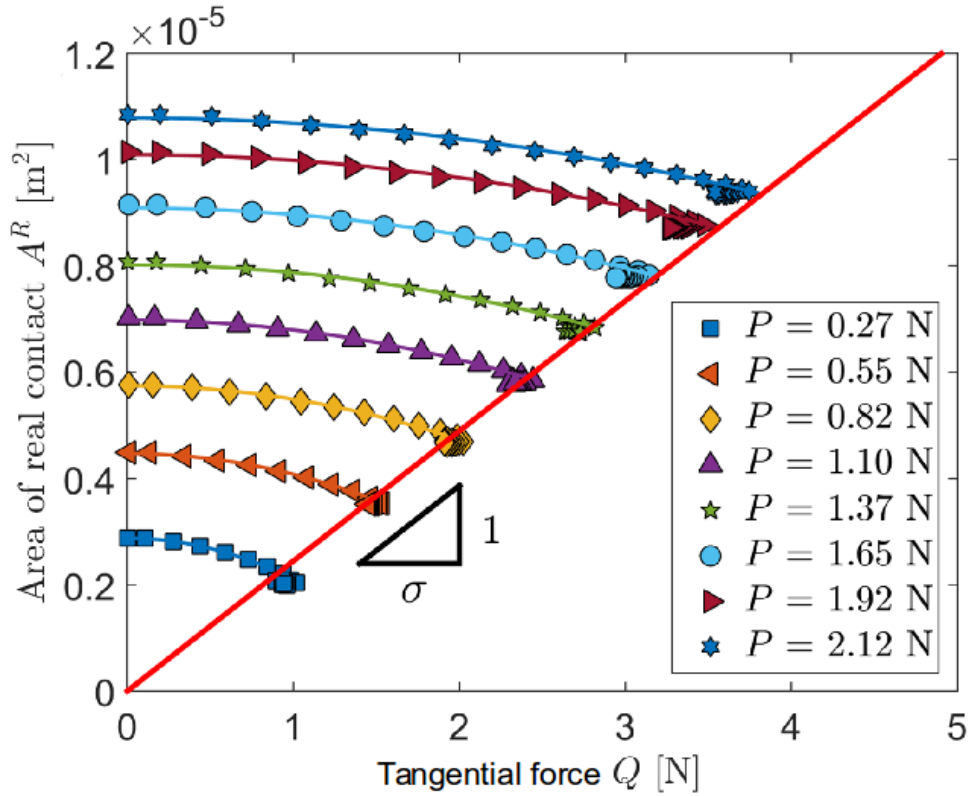 ×10⁻⁵
1.2
1
0.8
0.6
0.4
0.2
0
Area of real contact Aᴿ [m²]
0 1 2 3 4 5
Tangential force Q [N]
1
σ
P = 0.27 N
P = 0.55 N
P = 0.82 N
P = 1.10 N
P = 1.37 N
P = 1.65 N
P = 1.92 N
P = 2.12 N